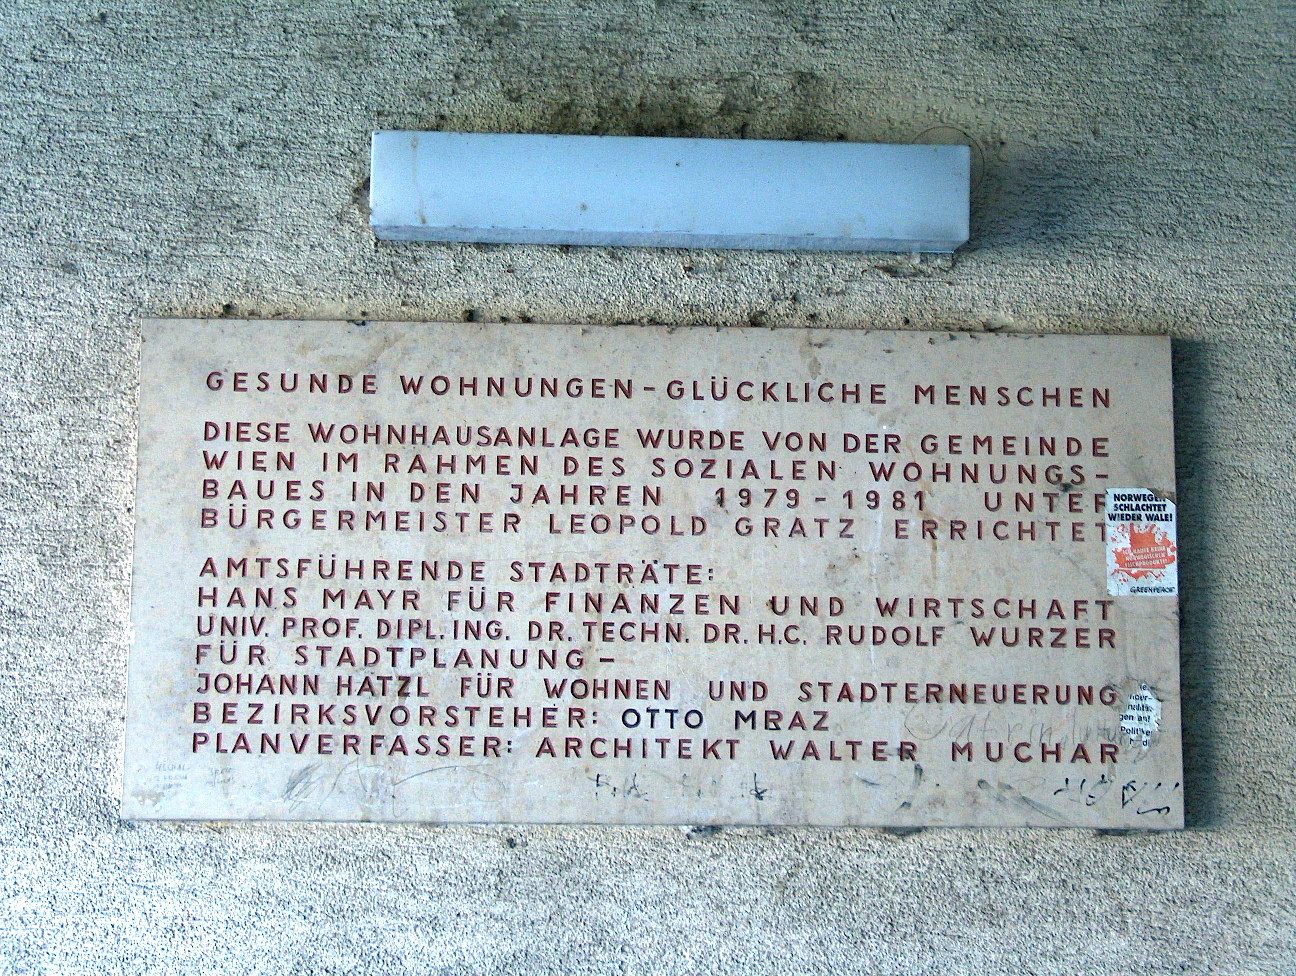 GESUNDE WOHNUNGEN-GLÜCKLICHE MENSCHEN
DIESE WOHNHAUSANLAGE WURDE VON DER GEMEINDE
WIEN IM RAHMEN DES SOZIALEN WOHNUNGS-
BAUES IN DEN JAHREN 1979-1981 UNTER
BÜRGERMEISTER LEOPOLD GRATZ ERRICHTET
AMTSFÜHRENDE STADTRÄTE:
HANS MAYR FÜR FINANZEN UND WIRTSCHAFT
UNIV. PROF. DIPL. ING. DR. TECHN. DR. H.C. RUDOLF WURZER
FÜR STADTPLANUNG –
JOHANN HATZL FÜR WOHNEN UND STADTERNEUERUNG
BEZIRKSVORSTEHER: OTTO MRAZ
PLANVERFASSER: ARCHITEKT WALTER MUCHAR
NORWEGEN
SCHLACHTET
WIEDER WALE!
GREENPEACE